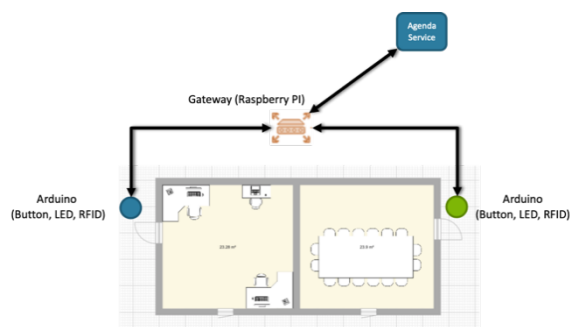 Agenda
Service
Gateway (Raspberry PI)
Arduino
(Button, LED, RFID)
Arduino
(Button, LED, RFID)